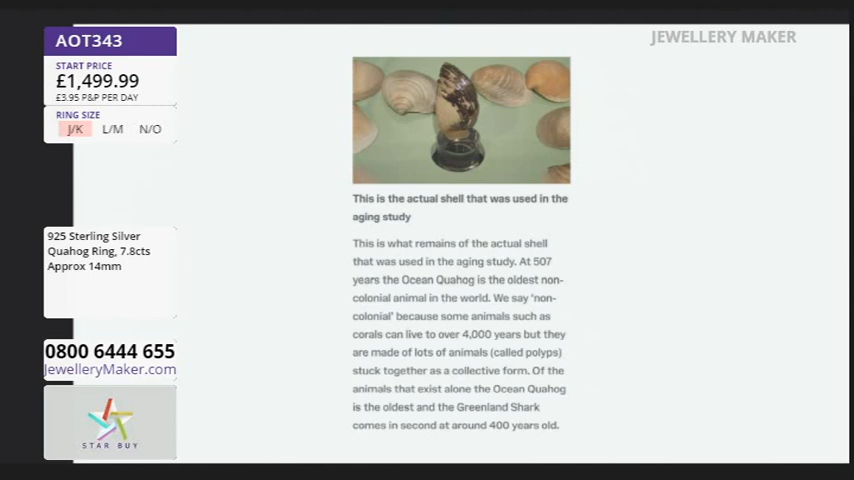 AOT343
START PRICE
£1,499.99
£3.95 P&P PER DAY
RING SIZE
J/K L/M N/O
925 Sterling Silver
Quahog Ring, 7.8cts
Approx 14mm
0800 6444 655
JewelleryMaker.com
STAR BUY
JEWELLERY MAKER
This is the actual shell that was used in the
aging study
This is what remains of the actual shell
that was used in the aging study. At 507
years the Ocean Quahog is the oldest non-
colonial animal in the world. We say 'non-
colonial' because some animals such as
corals can live to over 4,000 years but they
are made of lots of animals (called polyps)
stuck together as a collective form. Of the
animals that exist alone the Ocean Quahog
is the oldest and the Greenland Shark
comes in second at around 400 years old.